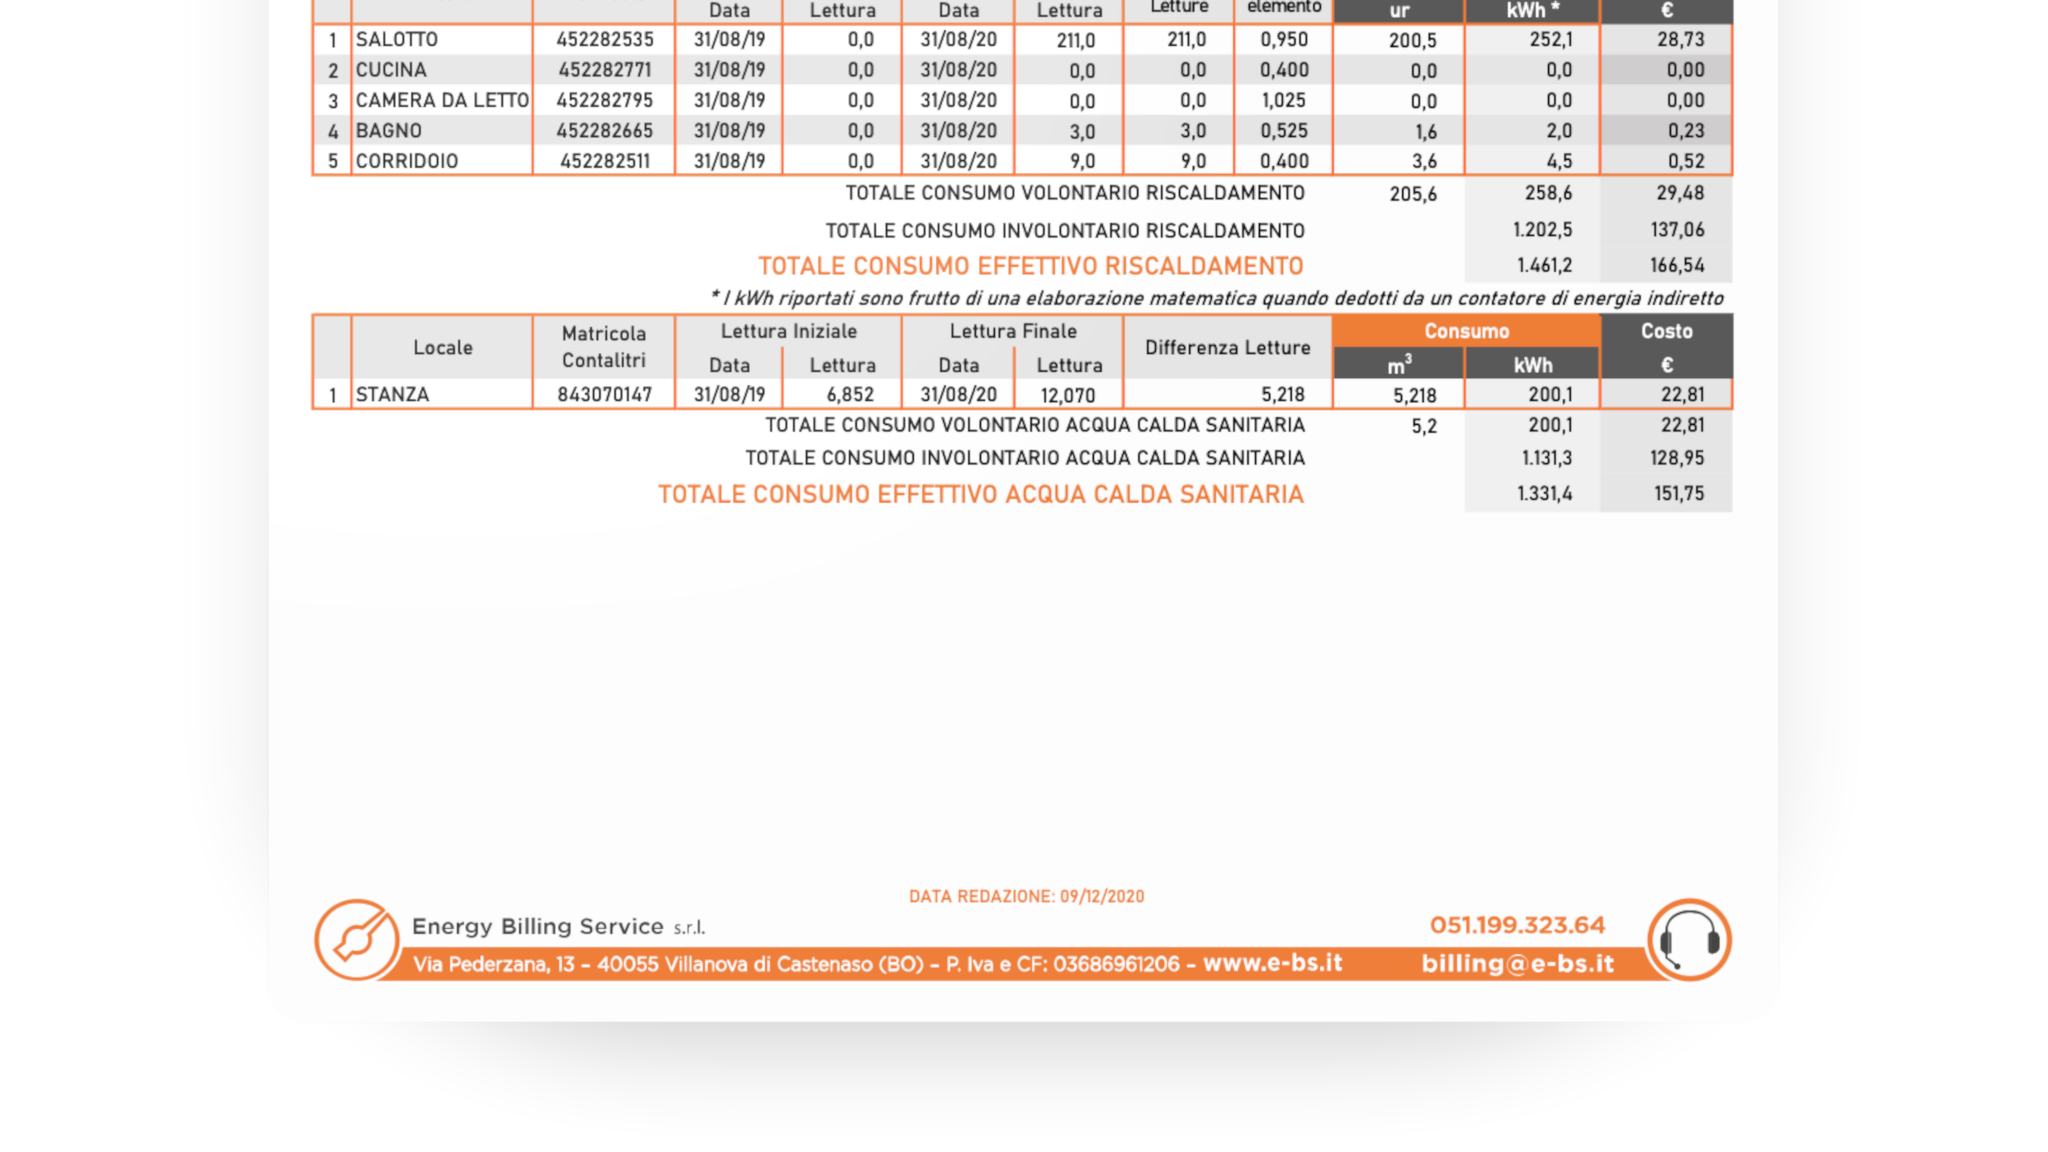 Data Lettura Data Lettura Letture elemento ur kWh * €
1 SALOTTO 452282535 31/08/19 0,0 31/08/20 211,0 211,0 0,950 200,5 252,1 28,73
2 CUCINA 452282771 31/08/19 0,0 31/08/20 0,0 0,0 0,400 0,0 0,0 0,00
3 CAMERA DA LETTO 452282795 31/08/19 0,0 31/08/20 0,0 0,0 1,025 0,0 0,0 0,00
4 BAGNO 452282665 31/08/19 0,0 31/08/20 3,0 3,0 0,525 1,6 2,0 0,23
5 CORRIDOIO 452282511 31/08/19 0,0 31/08/20 9,0 9,0 0,400 3,6 4,5 0,52
TOTALE CONSUMO VOLONTARIO RISCALDAMENTO 205,6 258,6 29,48
TOTALE CONSUMO INVOLONTARIO RISCALDAMENTO 1.202,5 137,06
TOTALE CONSUMO EFFETTIVO RISCALDAMENTO 1.461,2 166,54
* I kWh riportati sono frutto di una elaborazione matematica quando dedotti da un contatore di energia indiretto
Locale Matricola Contalitri Lettura Iniziale Lettura Finale Differenza Letture Consumo Costo
Data Lettura Data Lettura m³ kWh €
1 STANZA 843070147 31/08/19 6,852 31/08/20 12,070 5,218 5,218 200,1 22,81
TOTALE CONSUMO VOLONTARIO ACQUA CALDA SANITARIA 5,2 200,1 22,81
TOTALE CONSUMO INVOLONTARIO ACQUA CALDA SANITARIA 1.131,3 128,95
TOTALE CONSUMO EFFETTIVO ACQUA CALDA SANITARIA 1.331,4 151,75
DATA REDAZIONE: 09/12/2020
Energy Billing Service s.r.l. 051.199.323.64
Via Pederzana, 13 – 40055 Villanova di Castenaso (BO) – P. Iva e CF: 03686961206 – www.e-bs.it billing@e-bs.it